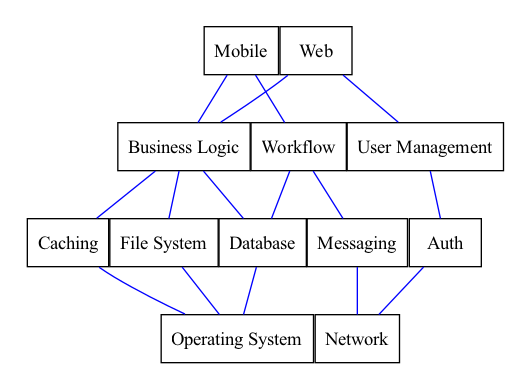 Mobile Web
Business Logic Workflow User Management
Caching File System Database Messaging Auth
Operating System Network